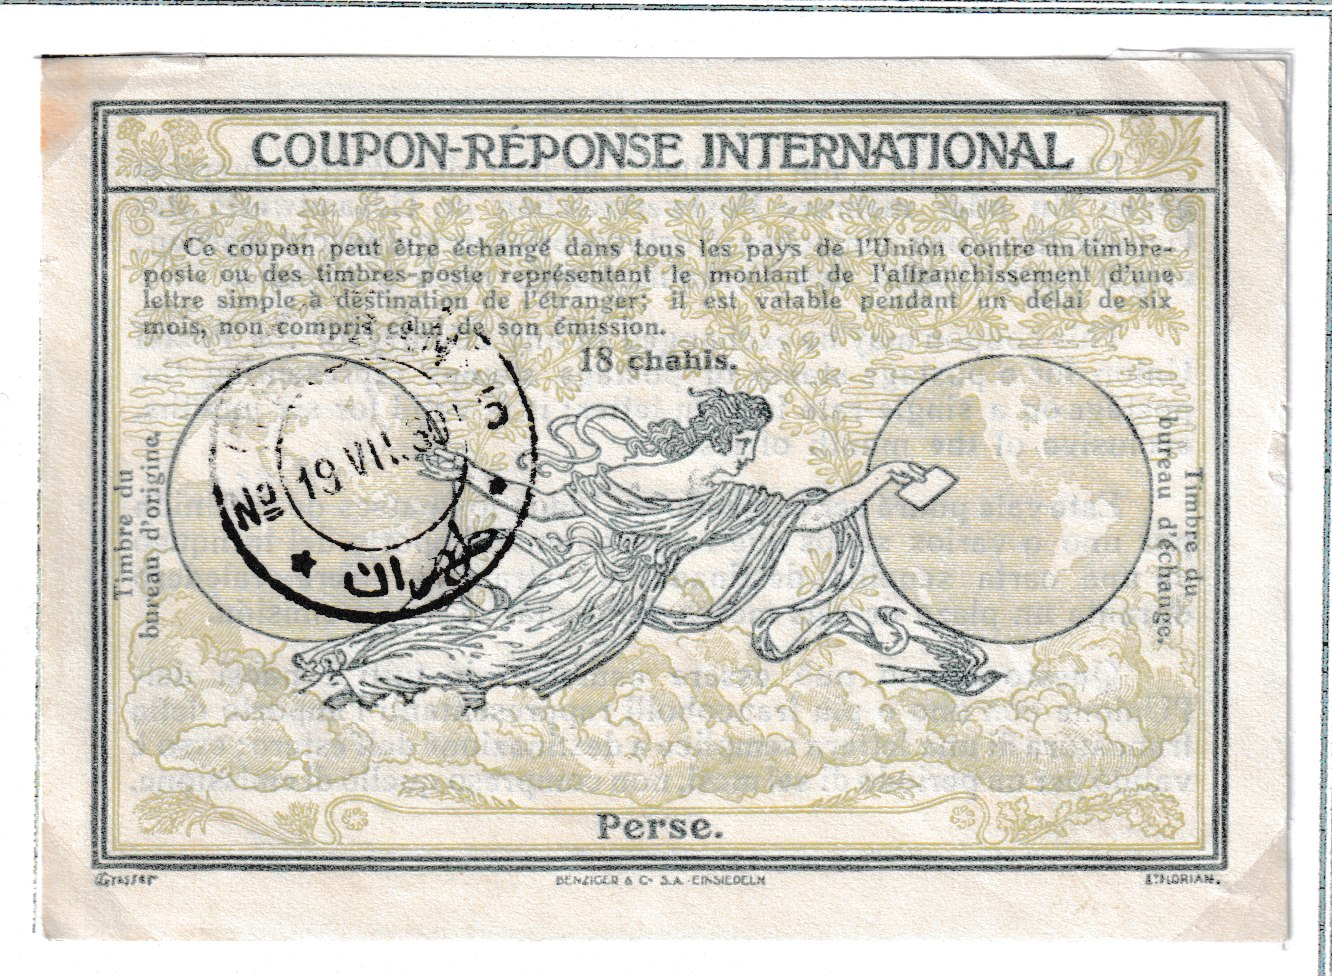 COUPON-RÉPONSE INTERNATIONAL
Ce coupon peut être échangé dans tous les pays de l'Union contre un timbre-
poste ou des timbres-poste représentant le montant de l'affranchissement d'une
lettre simple à destination de l'étranger; il est valable pendant un délai de six
mois, non compris celui de son émission.
18 chahis.
Timbre du
bureau d'origine.
No
19 VII. 30
5
طهران
Timbre du
bureau d'échange.
Perse.
Grasset
BENZIGER & Co S.A. EINSIEDELN
E. FLORIAN.